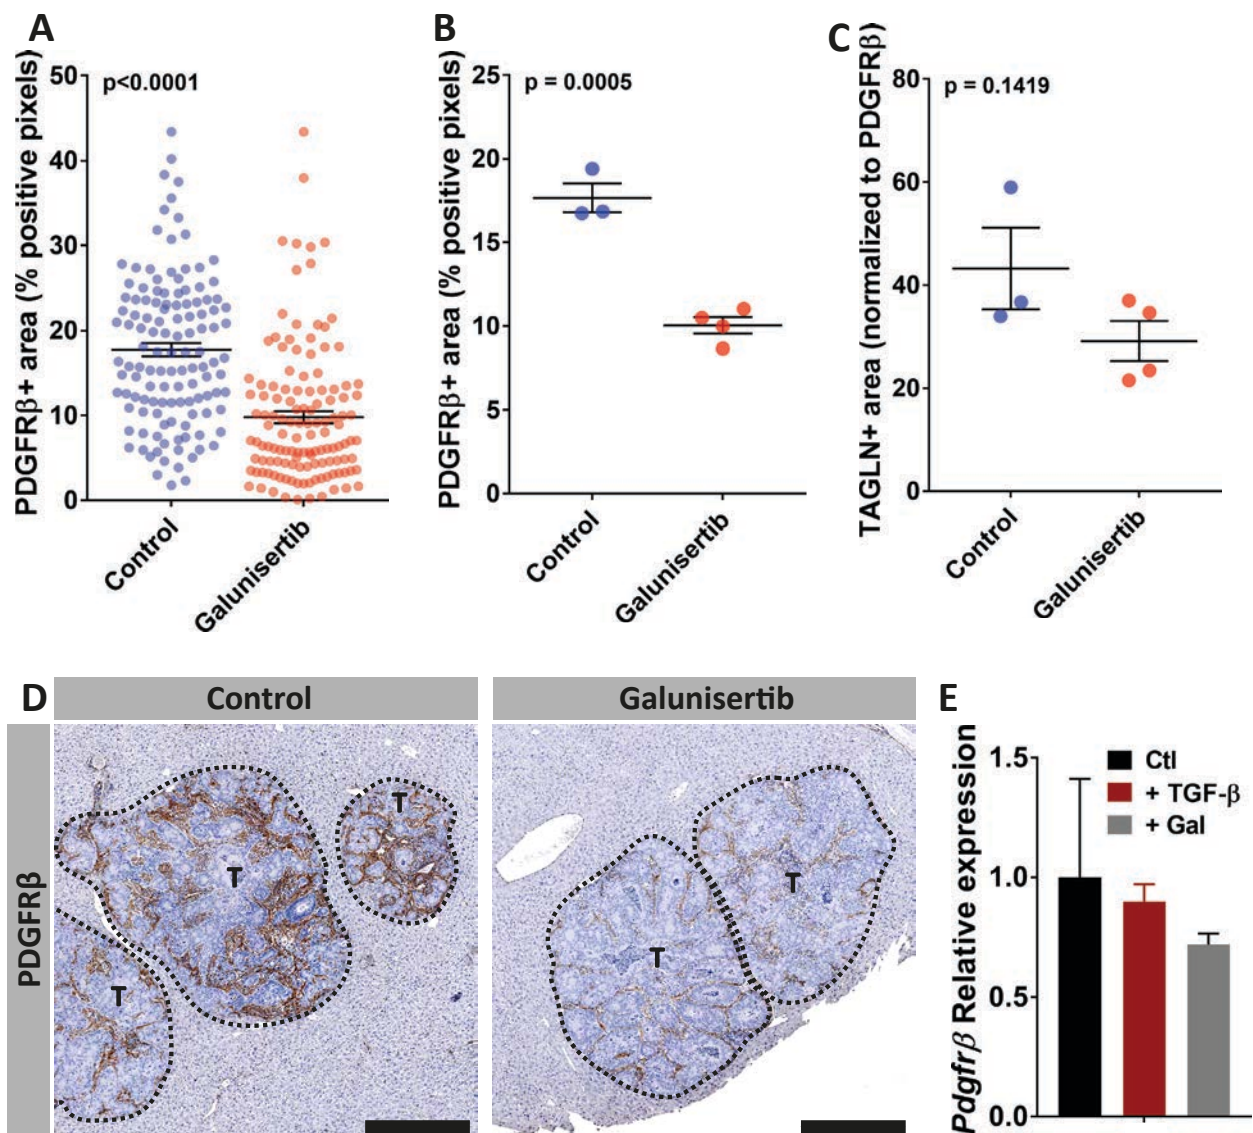 A
PDGFRβ+ area (% positive pixels)
p<0.0001
50
40
30
20
10
0
Control
Galunisertib
B
PDGFRβ+ area (% positive pixels)
p = 0.0005
25
20
15
10
5
0
Control
Galunisertib
C
TAGLN+ area (normalized to PDGFRβ)
p = 0.1419
80
60
40
20
0
Control
Galunisertib
D
Control
Galunisertib
PDGFRβ
T
T
T
T
T
E
Pdgfrβ Relative expression
1.5
1.0
0.5
0.0
Ctl
+ TGF-β
+ Gal